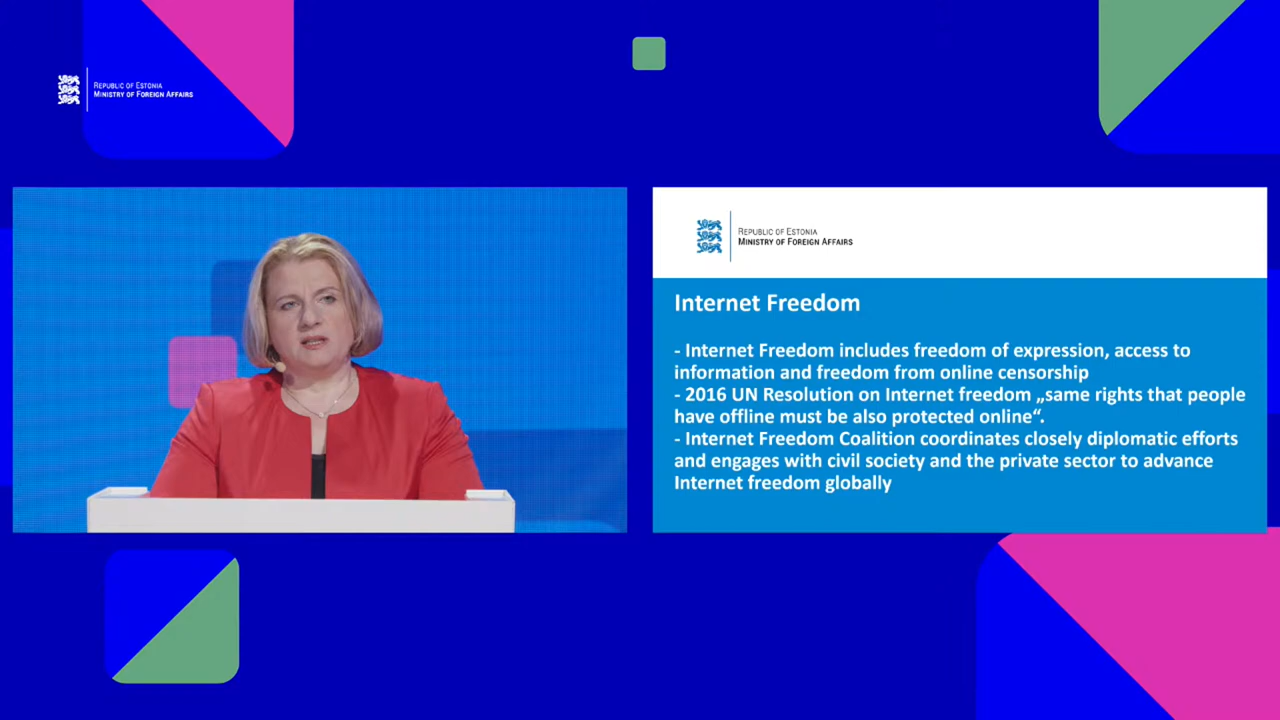 REPUBLIC OF ESTONIA
MINISTRY OF FOREIGN AFFAIRS
REPUBLIC OF ESTONIA
MINISTRY OF FOREIGN AFFAIRS
Internet Freedom
- Internet Freedom includes freedom of expression, access to
information and freedom from online censorship
- 2016 UN Resolution on Internet freedom „same rights that people
have offline must be also protected online“.
- Internet Freedom Coalition coordinates closely diplomatic efforts
and engages with civil society and the private sector to advance
Internet freedom globally